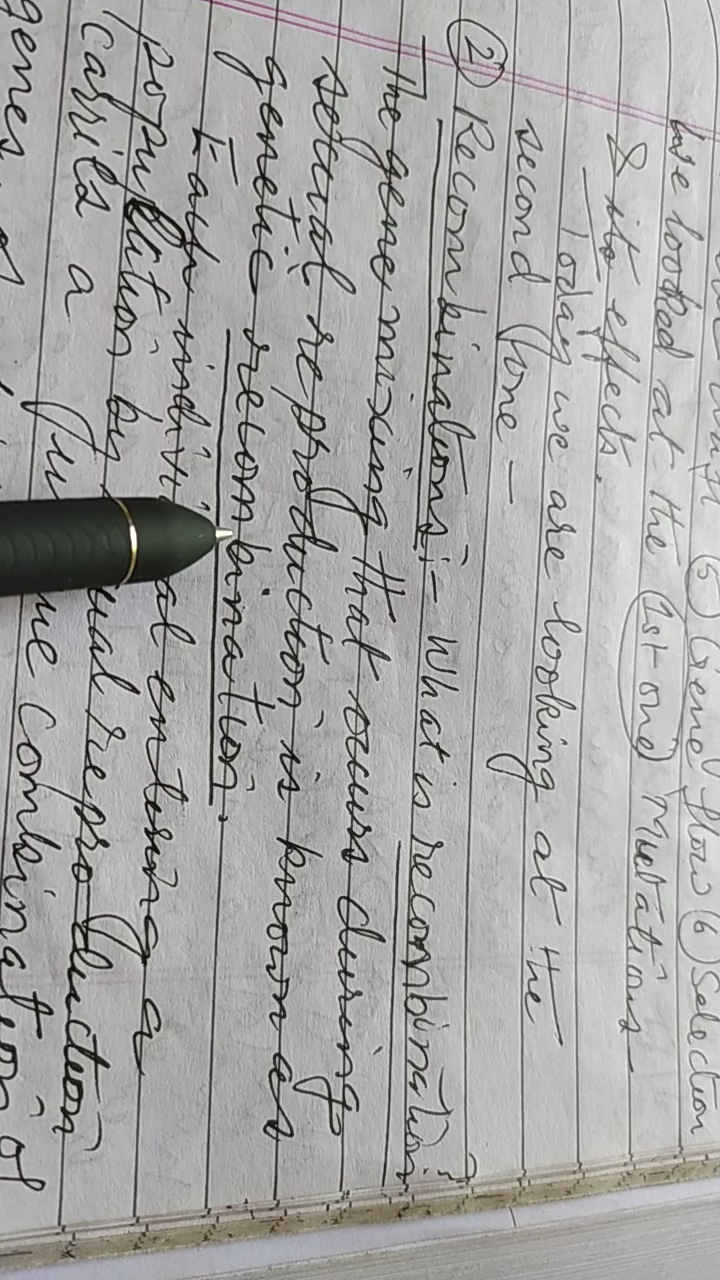 (5) Gene flow (6) Selection
We looked at the 1st one Mutations
& its effects.
Today we are looking at the
second one -
(2) Recombinations :- What is recombination?
The gene mixing that occurs during
sexual reproduction is known as
genetic recombination.
Each entering a
population by reproduction
carries a combination of
genes